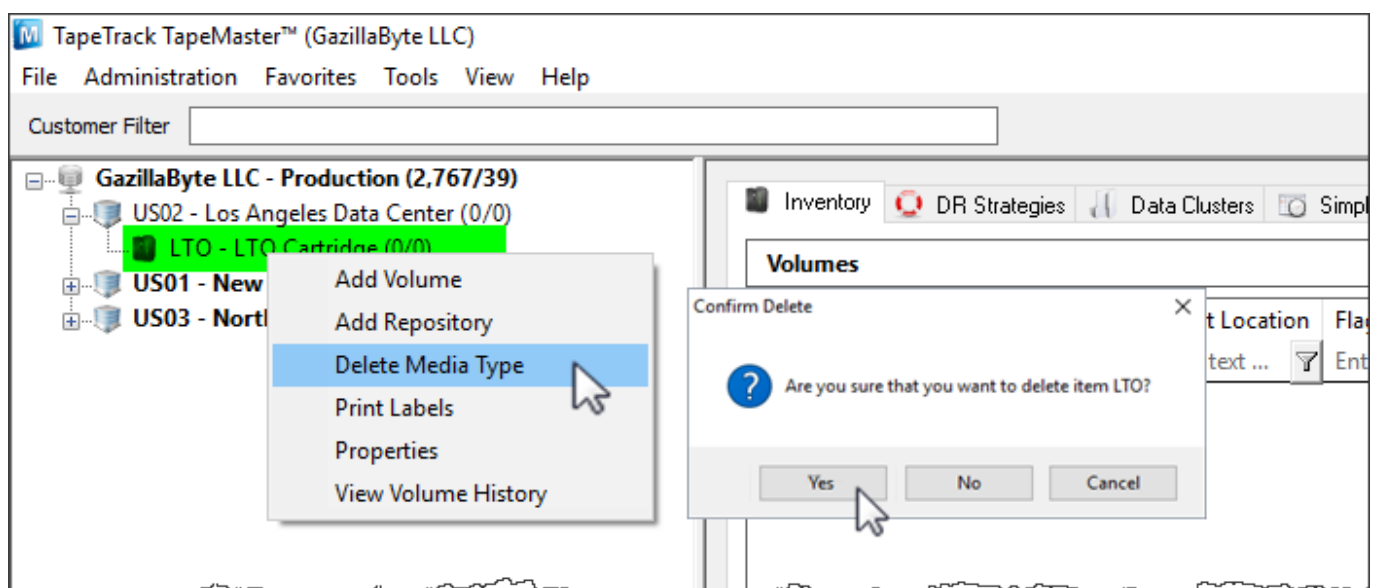 TapeTrack TapeMaster™ (GazillaByte LLC)
File Administration Favorites Tools View Help
Customer Filter
GazillaByte LLC - Production (2,767/39)
US02 - Los Angeles Data Center (0/0)
LTO - LTO Cartridge (0/0)
US01 - New
US03 -
Add Volume
Add Repository
Delete Media Type
Print Labels
Properties
View Volume History
Inventory DR Strategies Data Clusters
Volumes
Confirm Delete
Are you sure that you want to delete item LTO?
Yes No Cancel
Location
text ...